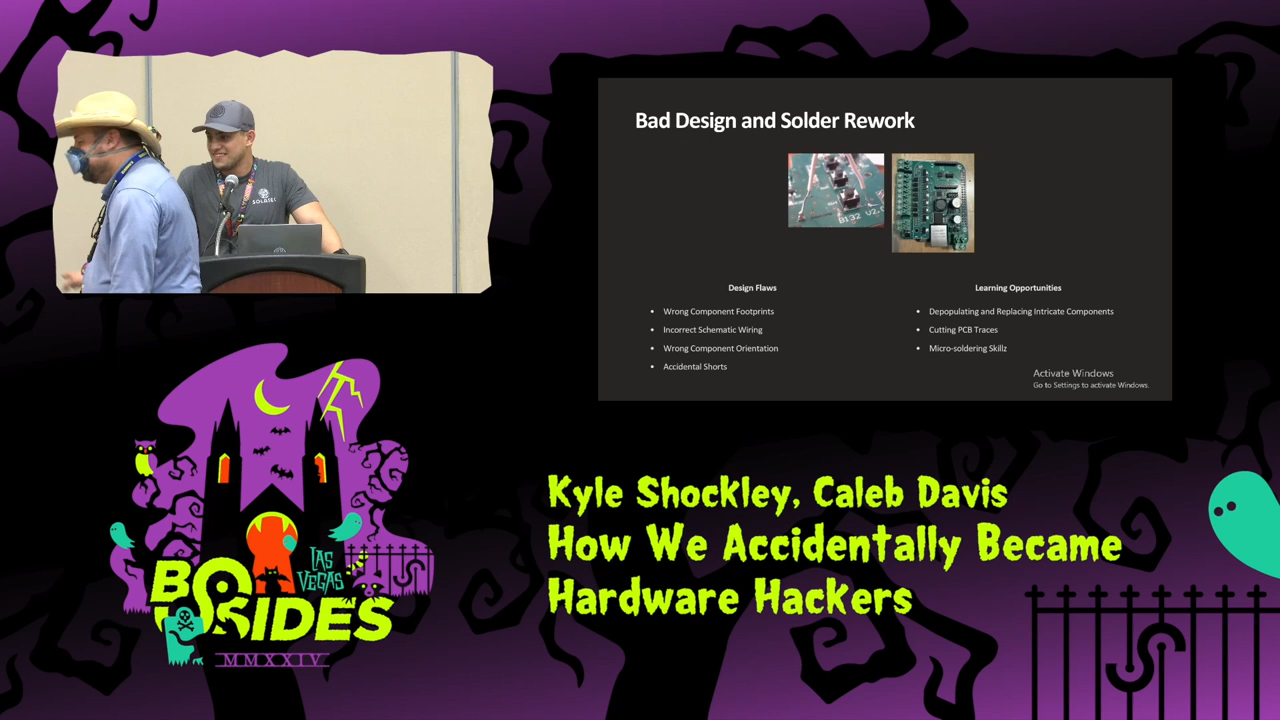 SOLASEC
Bad Design and Solder Rework
B132 V2.0
Design Flaws
• Wrong Component Footprints
• Incorrect Schematic Wiring
• Wrong Component Orientation
• Accidental Shorts
Learning Opportunities
• Depopulating and Replacing Intricate Components
• Cutting PCB Traces
• Micro-soldering Skillz
Activate Windows
Go to Settings to activate Windows.
LAS
VEGAS
BSIDES
MMXXIV
Kyle Shockley, Caleb Davis
How We Accidentally Became
Hardware Hackers